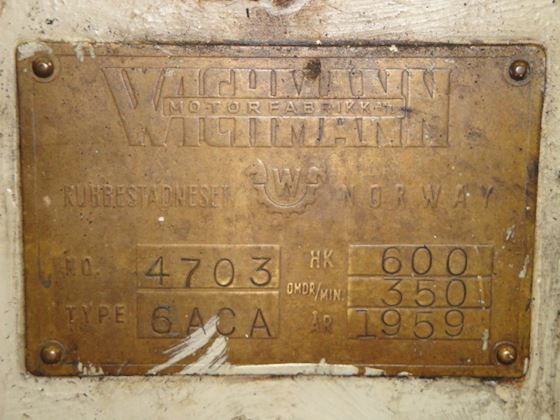 WICHMANN
MOTORFABRIKK A/S
RUBBESTADNESET W NORWAY
NO. 4703 HK 600
OMDR/MIN. 350
TYPE 6ACA ÅR 1959